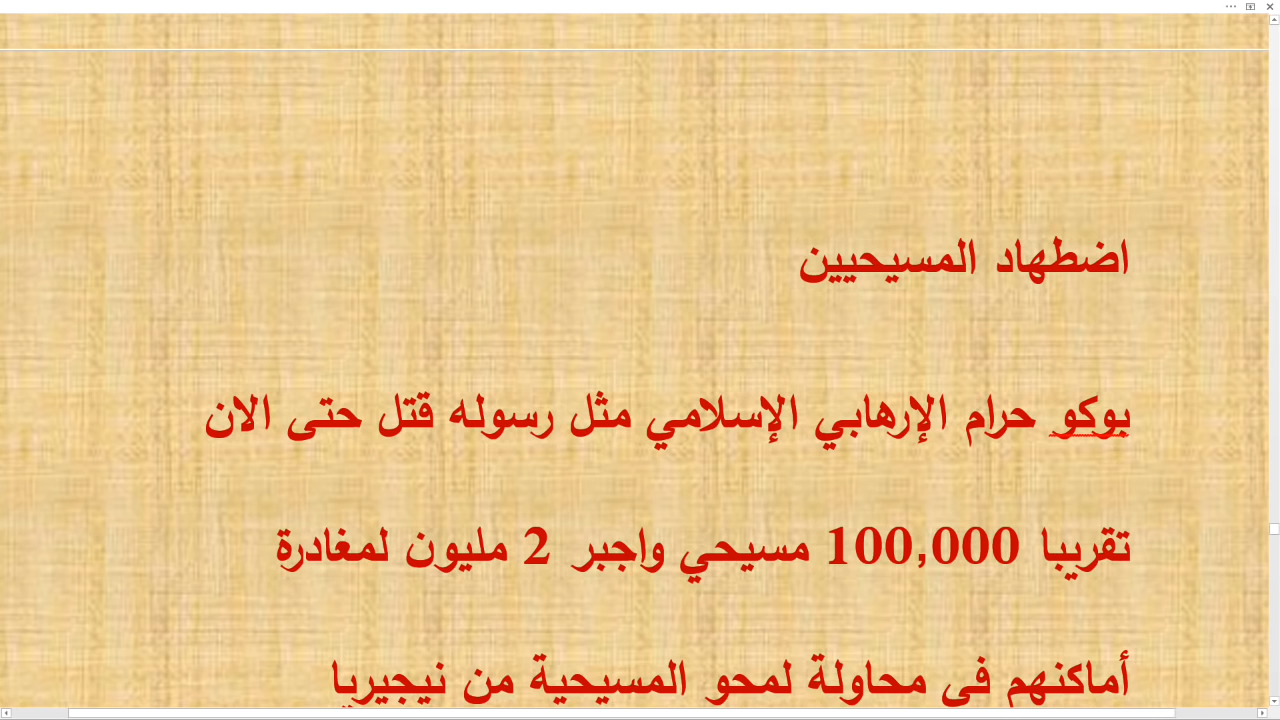 اضطهاد المسيحيين
بوكو حرام الإرهابي الإسلامي مثل رسوله قتل حتى الان
تقريبا 100,000 مسيحي واجبر 2 مليون لمغادرة
أماكنهم في محاولة لمحو المسيحية من نيجيريا